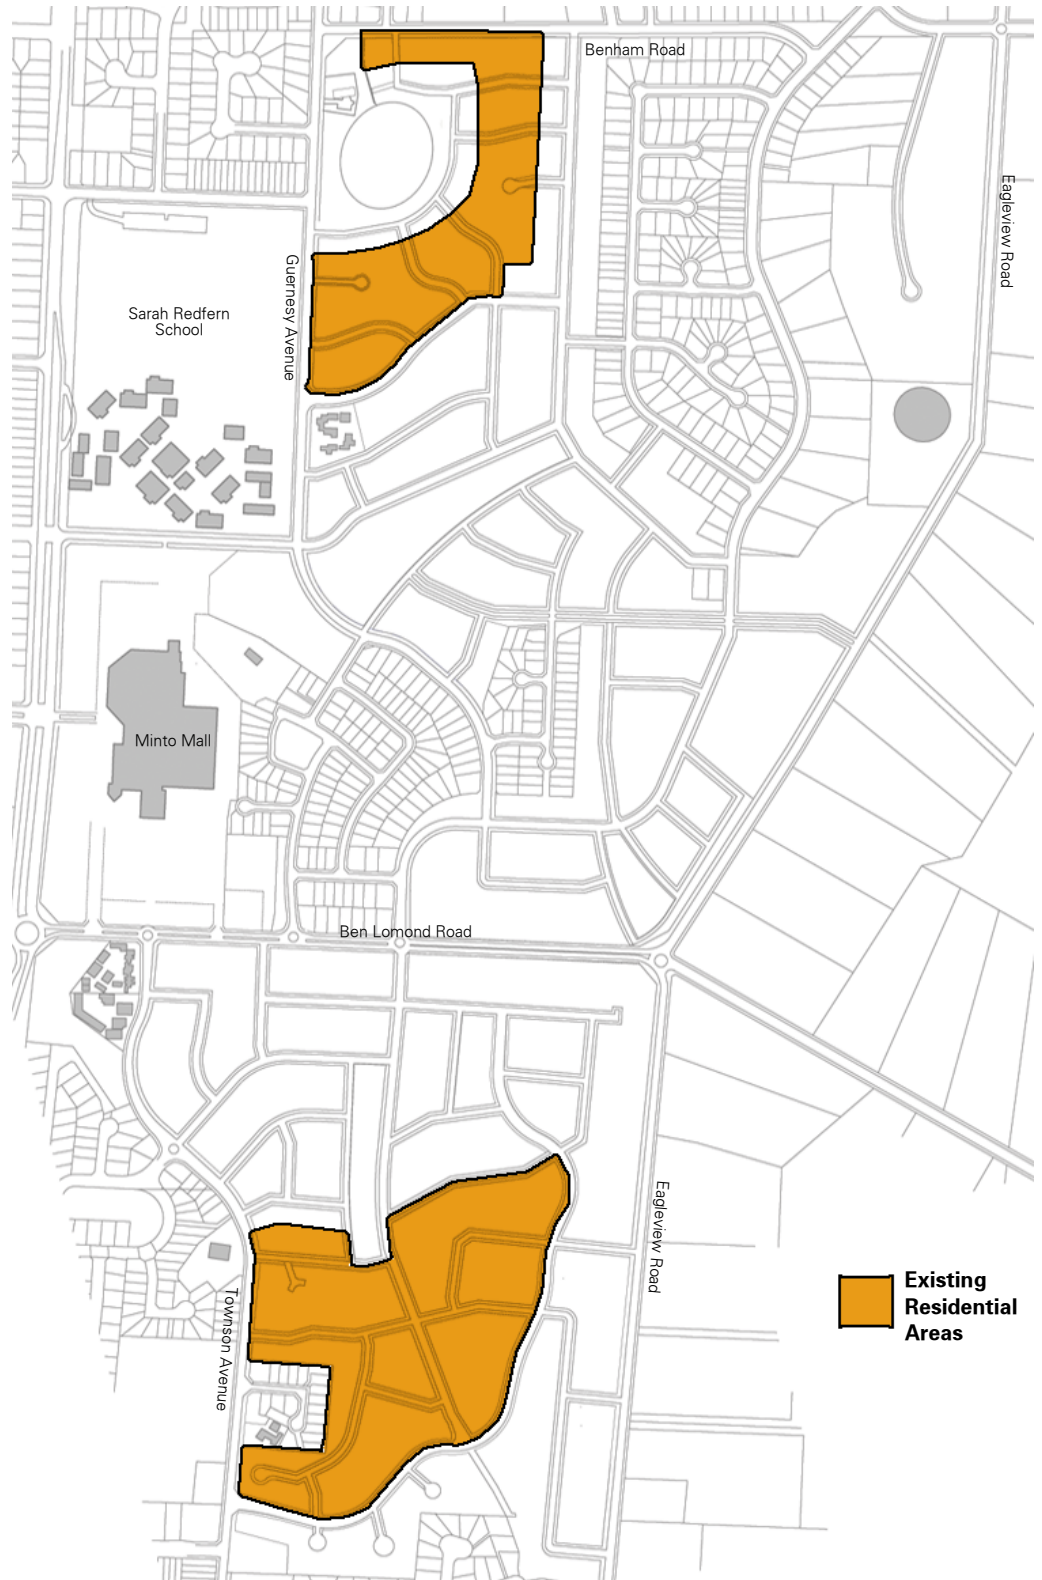 Benham Road
Eagleview Road
Guernesy Avenue
Sarah Redfern
School
Minto Mall
Ben Lomond Road
Eagleview Road
Townson Avenue
Existing
Residential
Areas